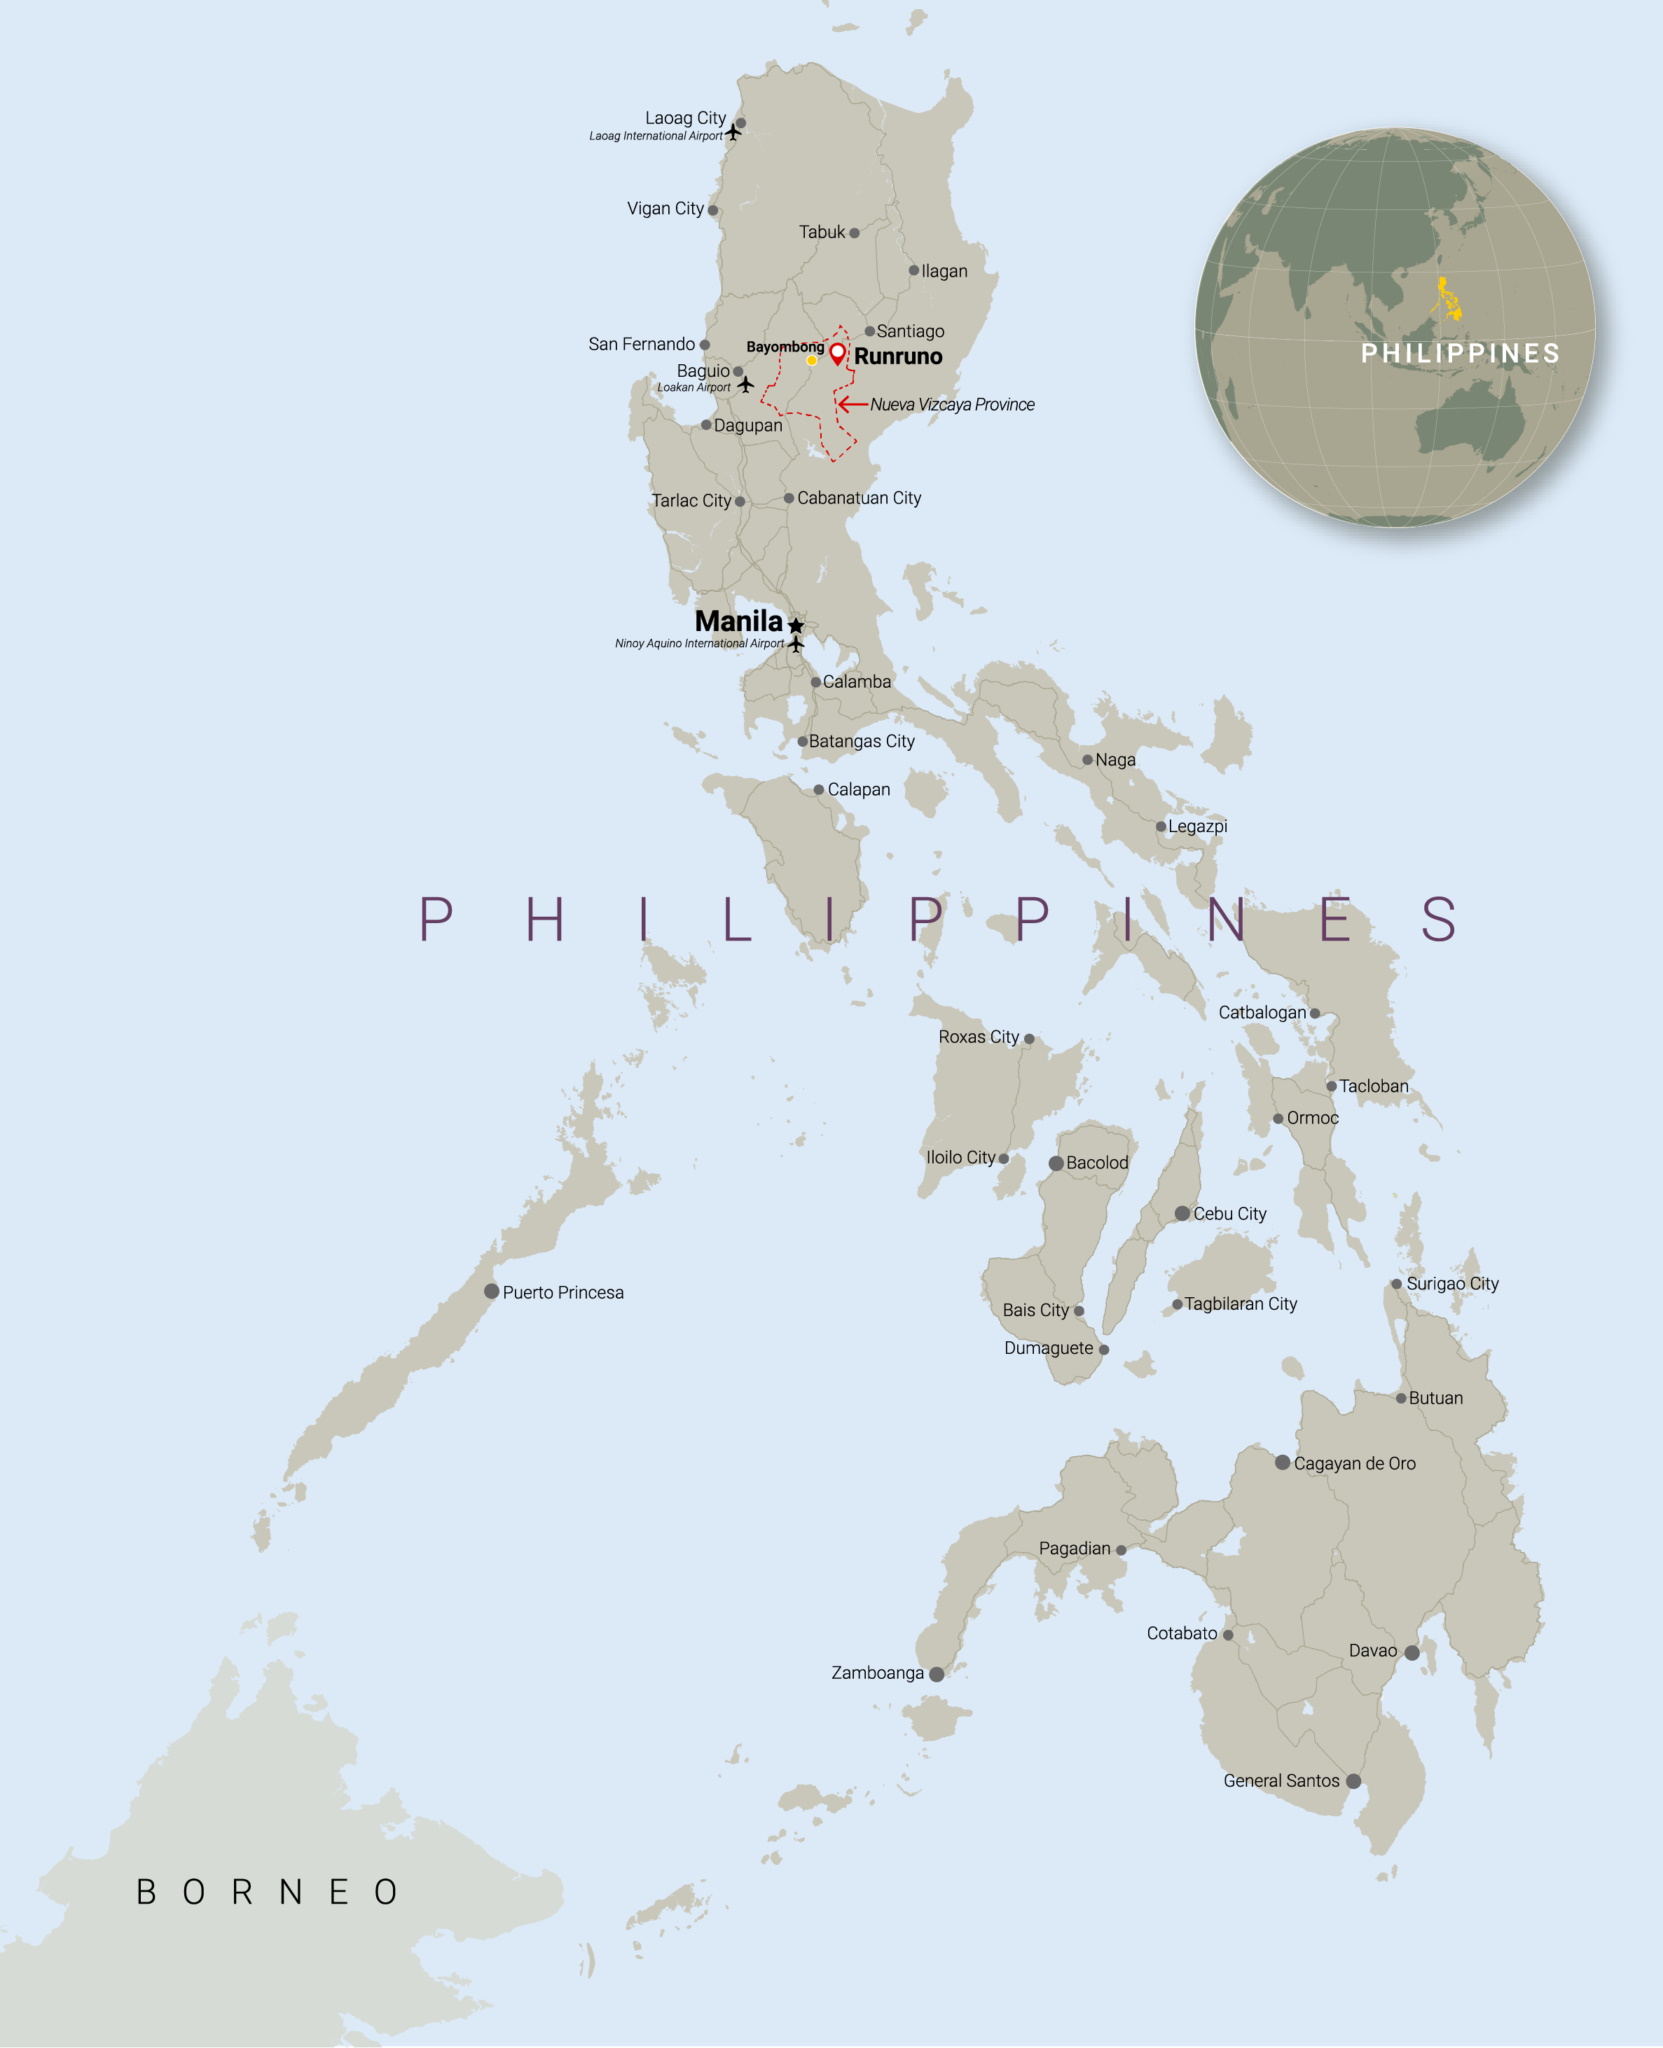 Laoag City
Laoag International Airport
Vigan City
Tabuk
Ilagan
Santiago
San Fernando
Bayombong
Runruno
PHILIPPINES
Baguio
Loakan Airport
Nueva Vizcaya Province
Dagupan
Tarlac City
Cabanatuan City
Manila
Ninoy Aquino International Airport
Calamba
Batangas City
Naga
Calapan
Legazpi
PHILIPPINES
Catbalogan
Roxas City
Tacloban
Ormoc
Iloilo City
Bacolod
Cebu City
Surigao City
Puerto Princesa
Tagbilaran City
Bais City
Dumaguete
Butuan
Cagayan de Oro
Pagadian
Cotabato
Davao
Zamboanga
General Santos
BORNEO